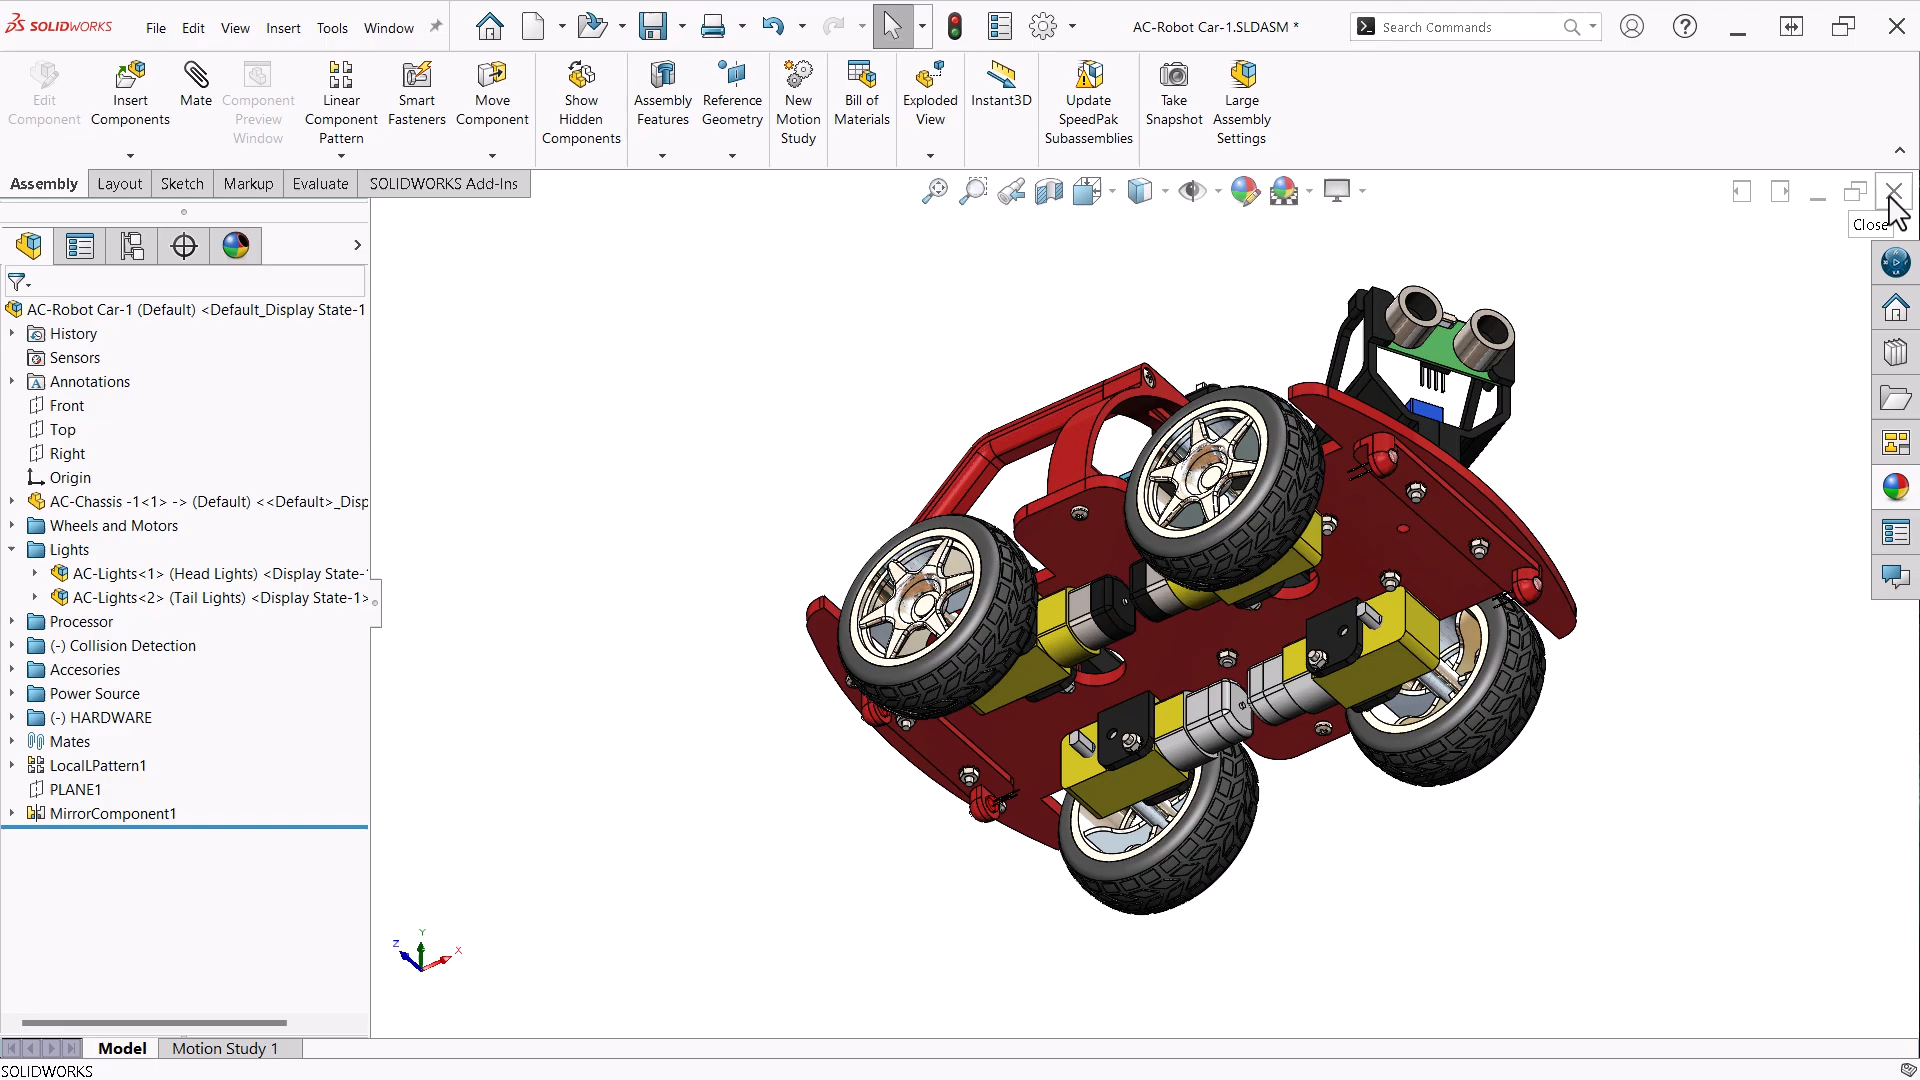 SOLIDWORKS File Edit View Insert Tools Window AC-Robot Car-1.SLDASM * Search Commands
Edit Component
Insert Components
Mate
Component Preview Window
Linear Component Pattern
Smart Fasteners
Move Component
Show Hidden Components
Assembly Features
Reference Geometry
New Motion Study
Bill of Materials
Exploded View
Instant3D
Update SpeedPak Subassemblies
Take Snapshot
Large Assembly Settings
Assembly Layout Sketch Markup Evaluate SOLIDWORKS Add-Ins
Close
AC-Robot Car-1 (Default) <Default_Display State-1
History
Sensors
Annotations
Front
Top
Right
Origin
AC-Chassis -1<1> -> (Default) <<Default>_Disp
Wheels and Motors
Lights
AC-Lights<1> (Head Lights) <Display State-
AC-Lights<2> (Tail Lights) <Display State-1>
Processor
(-) Collision Detection
Accesories
Power Source
(-) HARDWARE
Mates
LocalLPattern1
PLANE1
MirrorComponent1
Y
Z
X
Model Motion Study 1
SOLIDWORKS